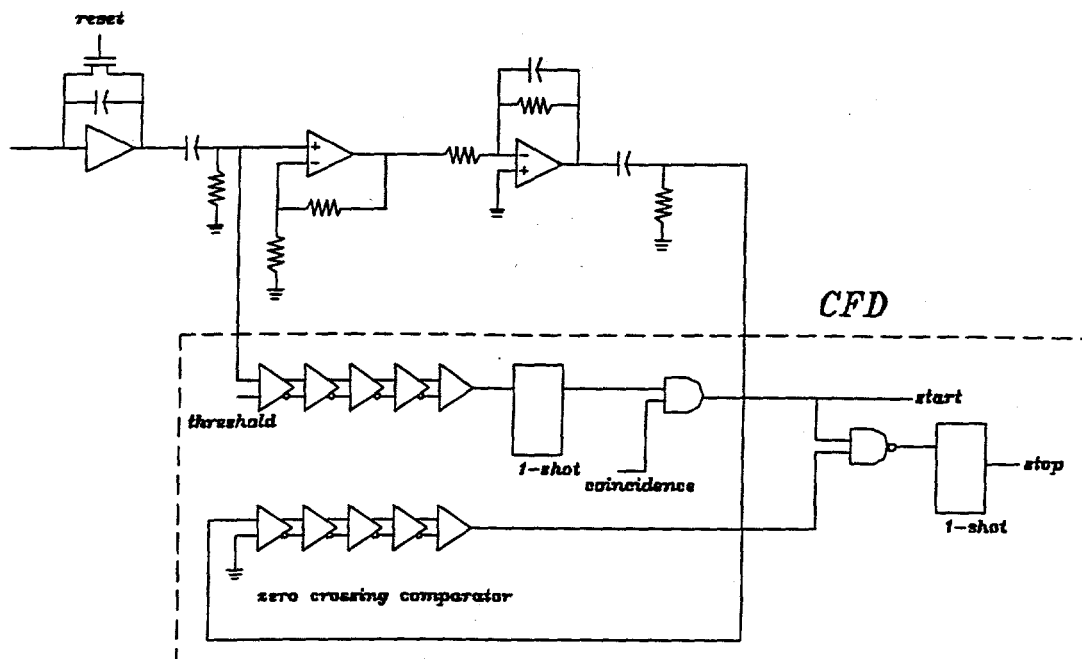 reset
+
−
−
+
CFD
threshold
1-shot
coincidence
start
stop
1-shot
zero crossing comparator